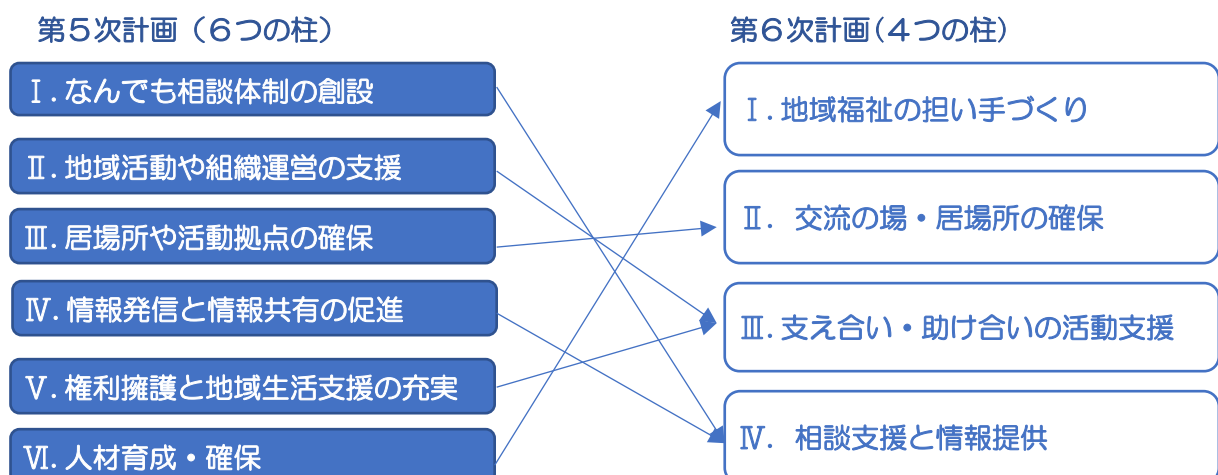 第5次計画（6つの柱）
Ⅰ.なんでも相談体制の創設
Ⅱ.地域活動や組織運営の支援
Ⅲ.居場所や活動拠点の確保
Ⅳ.情報発信と情報共有の促進
Ⅴ.権利擁護と地域生活支援の充実
Ⅵ.人材育成・確保
第6次計画(4つの柱)
Ⅰ.地域福祉の担い手づくり
Ⅱ. 交流の場・居場所の確保
Ⅲ.支え合い・助け合いの活動支援
Ⅳ. 相談支援と情報提供